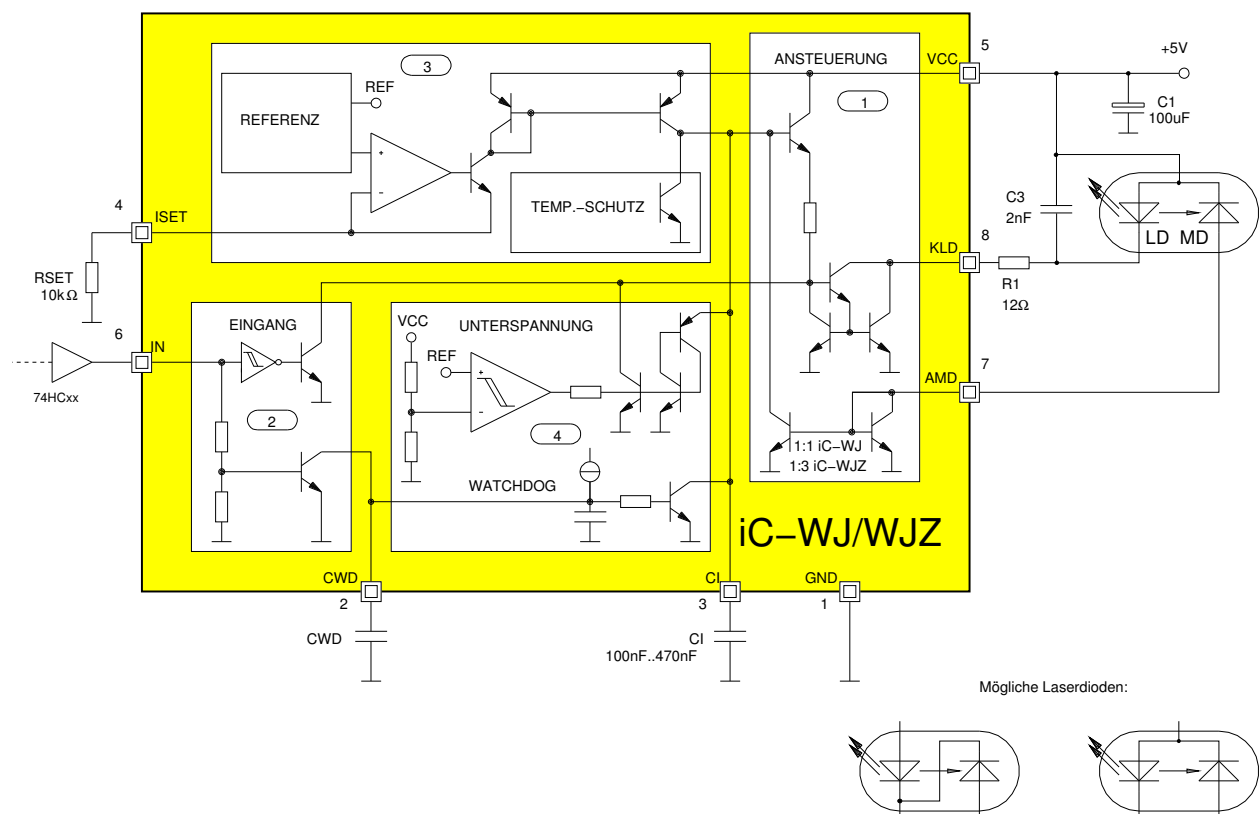 5
+5V
VCC
ANSTEUERUNG
3
1
REF
REFERENZ
C1
100uF
+
−
4
ISET
TEMP.−SCHUTZ
C3
2nF
8
KLD
LD MD
RSET
10kΩ
R1
12Ω
6
IN
EINGANG
VCC
UNTERSPANNUNG
REF
+
−
7
AMD
74HCxx
2
4
1:1 iC−WJ
1:3 iC−WJZ
WATCHDOG
iC−WJ/WJZ
CWD
CI
GND
2
3
1
CWD
CI
100nF..470nF
Mögliche Laserdioden: